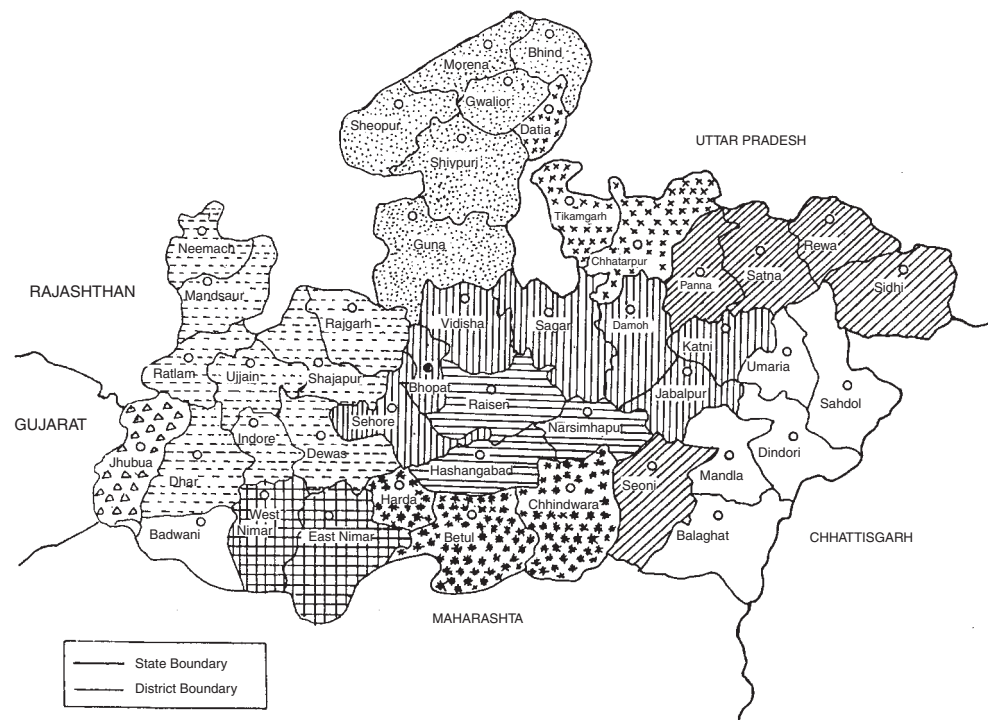 Bhind
Morena
Gwalior
Sheopur
Datia
Shivpurj
UTTAR PRADESH
Tikamgarh
Guna
Neemach
Rewa
Chhatarpur
Satna
Panna
Sidhi
RAJASHTHAN
Mandsaur
Rajgarh
Vidisha
Sagar
Damoh
Katni
Umaria
Ratlam
Ujjain
Shajapur
Bhopat
Jabalpur
Sahdol
Raisen
GUJARAT
Sehore
Narsimhapur
Indore
Dewas
Dindori
Jhubua
Hashangabad
Mandla
Dhar
Seoni
Harda
Chhindwara
West
Nimar
East Nimar
Badwani
Betul
Balaghat
CHHATTISGARH
MAHARASHTA
State Boundary
District Boundary